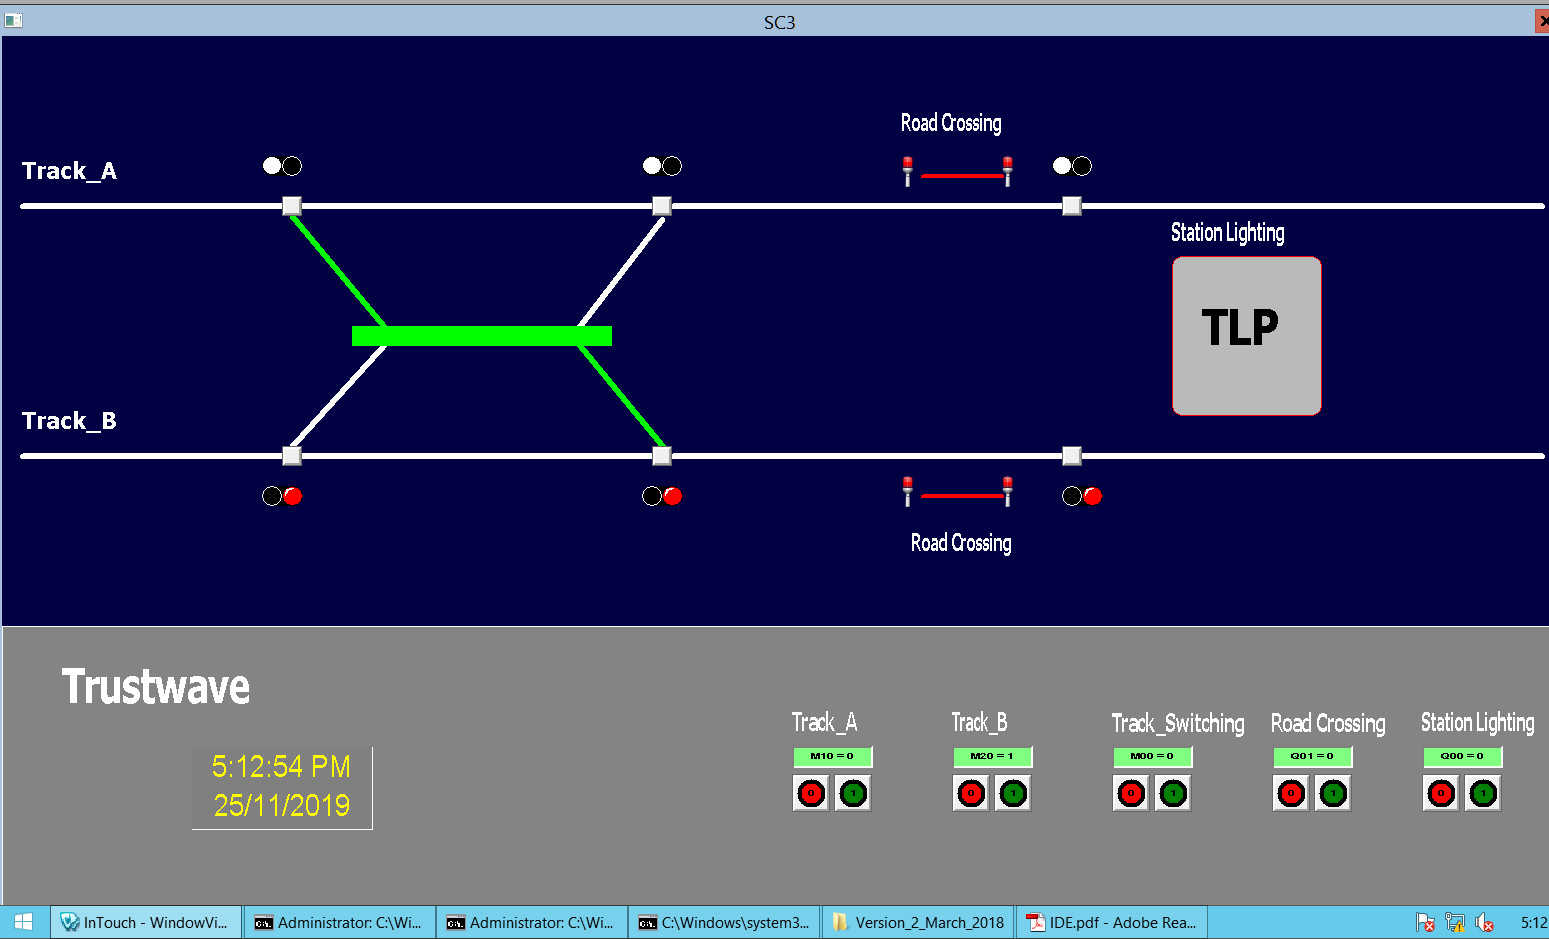 SC3
Road Crossing
Track_A
Station Lighting
TLP
Track_B
Road Crossing
Trustwave
5:12:54 PM
25/11/2019
Track_A Track_B Track_Switching Road Crossing Station Lighting
M10 = 0 M20 = 1 M00 = 0 Q01 = 0 Q00 = 0
0 1 0 1 0 1 0 1 0 1
InTouch - WindowVi... Administrator: C:\Wi... Administrator: C:\Wi... C:\Windows\system3... Version_2_March_2018 IDE.pdf - Adobe Rea... 5:12